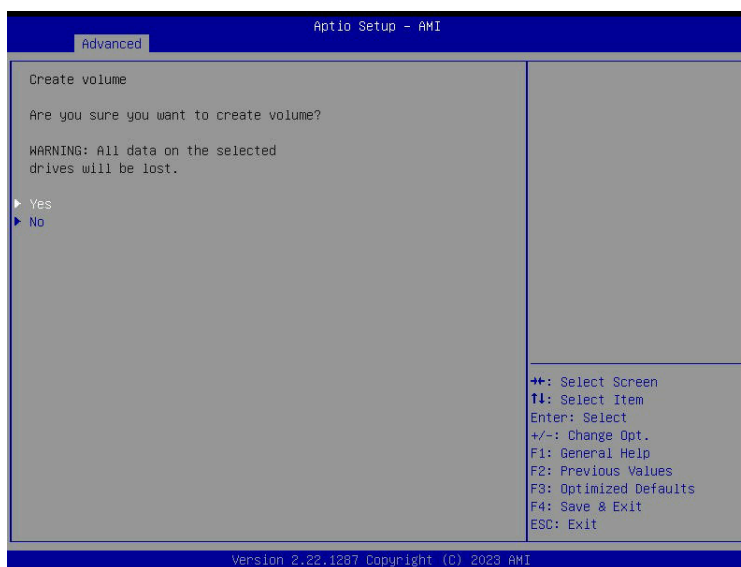 Aptio Setup – AMI
Advanced
Create volume
Are you sure you want to create volume?
WARNING: All data on the selected
drives will be lost.
▶ Yes
▶ No
→←: Select Screen
↑↓: Select Item
Enter: Select
+/-: Change Opt.
F1: General Help
F2: Previous Values
F3: Optimized Defaults
F4: Save & Exit
ESC: Exit
Version 2.22.1287 Copyright (C) 2023 AMI